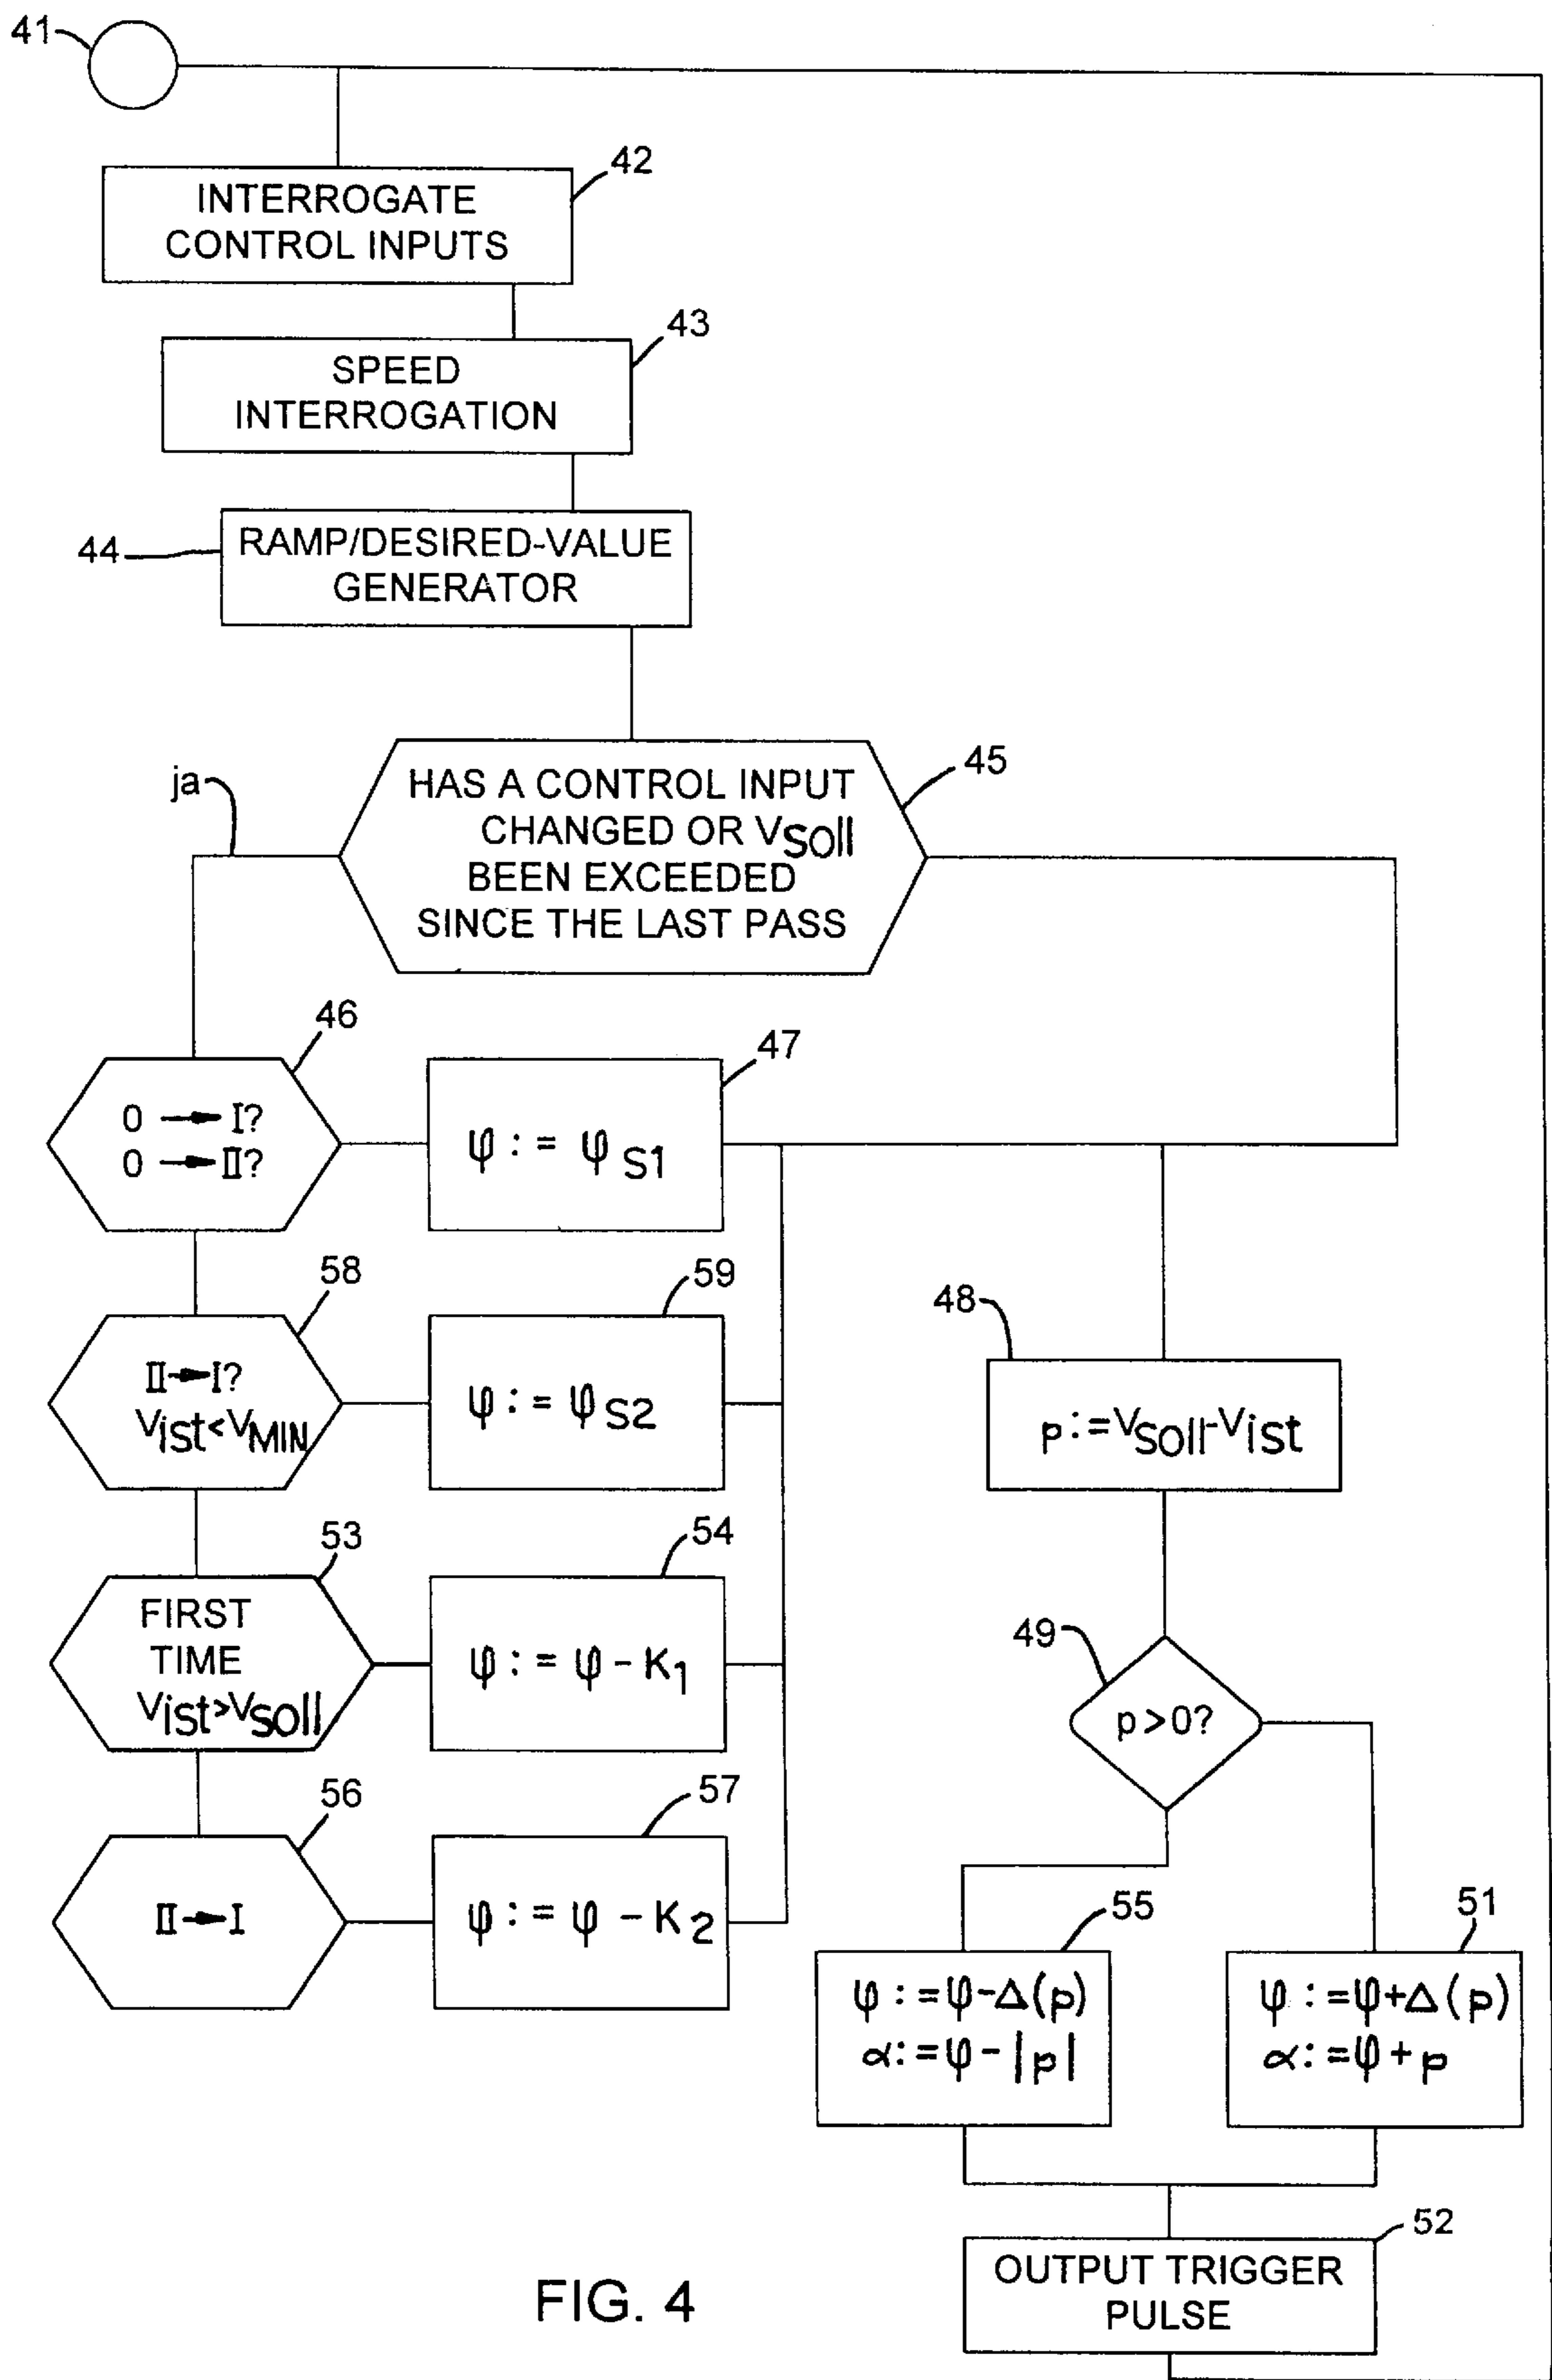 41
42
INTERROGATE
CONTROL INPUTS
43
SPEED
INTERROGATION
44
RAMP/DESIRED-VALUE
GENERATOR
ja
45
HAS A CONTROL INPUT
CHANGED OR VSOll
BEEN EXCEEDED
SINCE THE LAST PASS
46
0 → I?
0 → II?
47
φ := φ S1
58
II → I?
Vist < VMIN
59
φ := φ S2
48
p := VSOll - Vist
53
FIRST
TIME
Vist > VSOll
54
φ := φ - K1
49
p > 0?
56
II → I
57
φ := φ - K2
55
φ := φ - Δ(p)
α := φ - |p|
51
φ := φ + Δ(p)
α := φ + p
52
OUTPUT TRIGGER
PULSE
FIG. 4